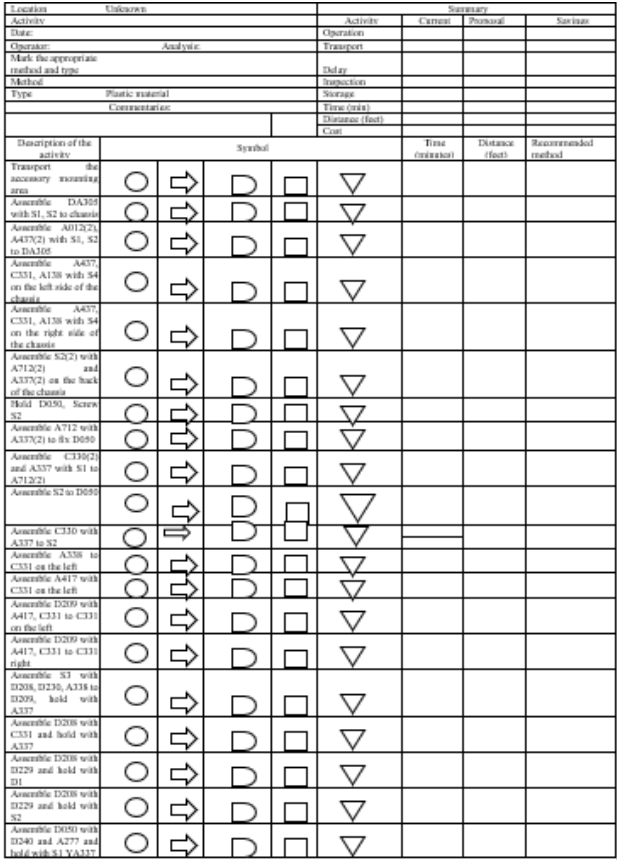 Location Unknown Summary
Activity Activity Current Proposal Savings
Date: Operation
Operator: Analysis: Transport
Mark the appropriate
method and type Delay
Method Inspection
Type Plastic material Storage
Commentaries: Time (min)
Distance (feet)
Cost
Description of the Symbol Time Distance Recommended
activity (minutes) (feet) method
Transport the
accessory mounting
area
Assemble DA305
with S1, S2 to chassis
Assemble A012(2),
A437(2) with S1, S2
to DA305
Assemble A437,
C331, A138 with S4
on the left side of the
chassis
Assemble A437,
C331, A138 with S4
on the right side of
the chassis
Assemble S2(2) with
A712(2) and
A337(2) on the back
of the chassis
Hold D050, Screw
S2
Assemble A712 with
A337(2) to fix D050
Assemble C330(2)
and A337 with S1 to
A712(2)
Assemble S2 to D050
Assemble C330 with
A337 to S2
Assemble A338 to
C331 on the left
Assemble A417 with
C331 on the left
Assemble D209 with
A417, C331 to C331
on the left
Assemble D209 with
A417, C331 to C331
right
Assemble S3 with
D208, D230, A338 to
D209, hold with
A337
Assemble D208 with
C331 and hold with
A337
Assemble D208 with
D229 and hold with
D1
Assemble D208 with
D229 and hold with
S2
Assemble D050 with
D240 and A277 and
hold with S1 YA337